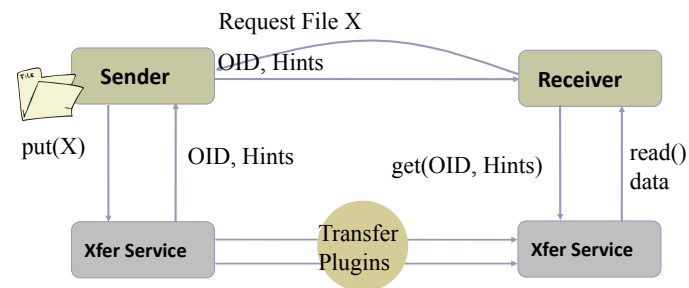 Request File X
FILE
Sender
OID, Hints
Receiver
put(X)
OID, Hints
get(OID, Hints)
read()
data
Xfer Service
Transfer
Plugins
Xfer Service